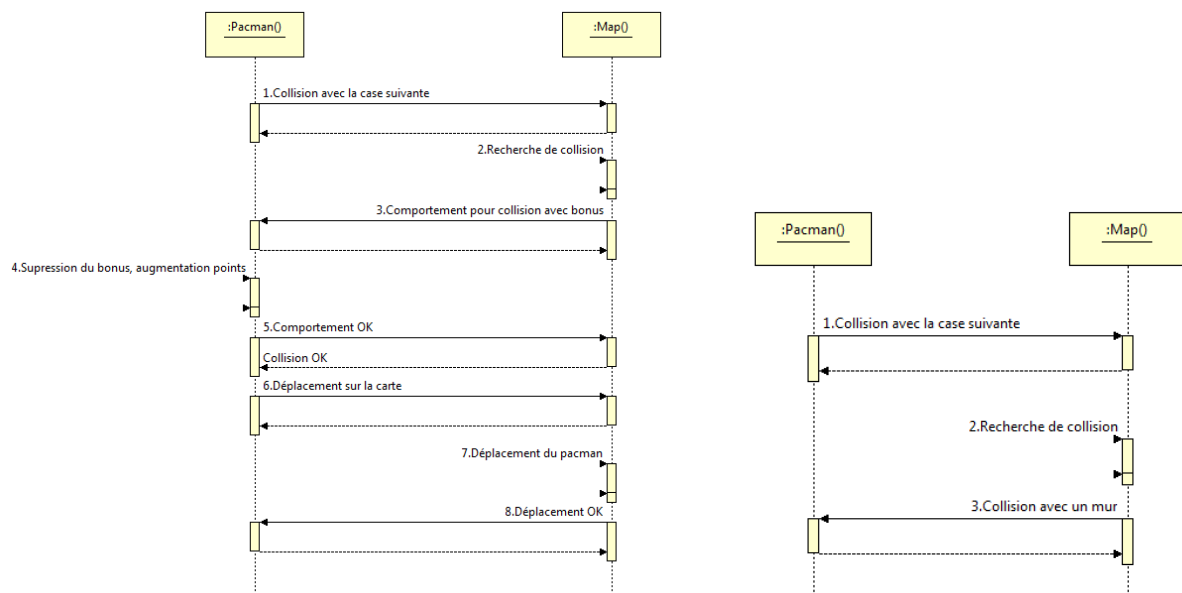 :Pacman()
:Map()
1.Collision avec la case suivante
2.Recherche de collision
3.Comportement pour collision avec bonus
4.Supression du bonus, augmentation points
5.Comportement OK
Collision OK
6.Déplacement sur la carte
7.Déplacement du pacman
8.Déplacement OK
:Pacman()
:Map()
1.Collision avec la case suivante
2.Recherche de collision
3.Collision avec un mur